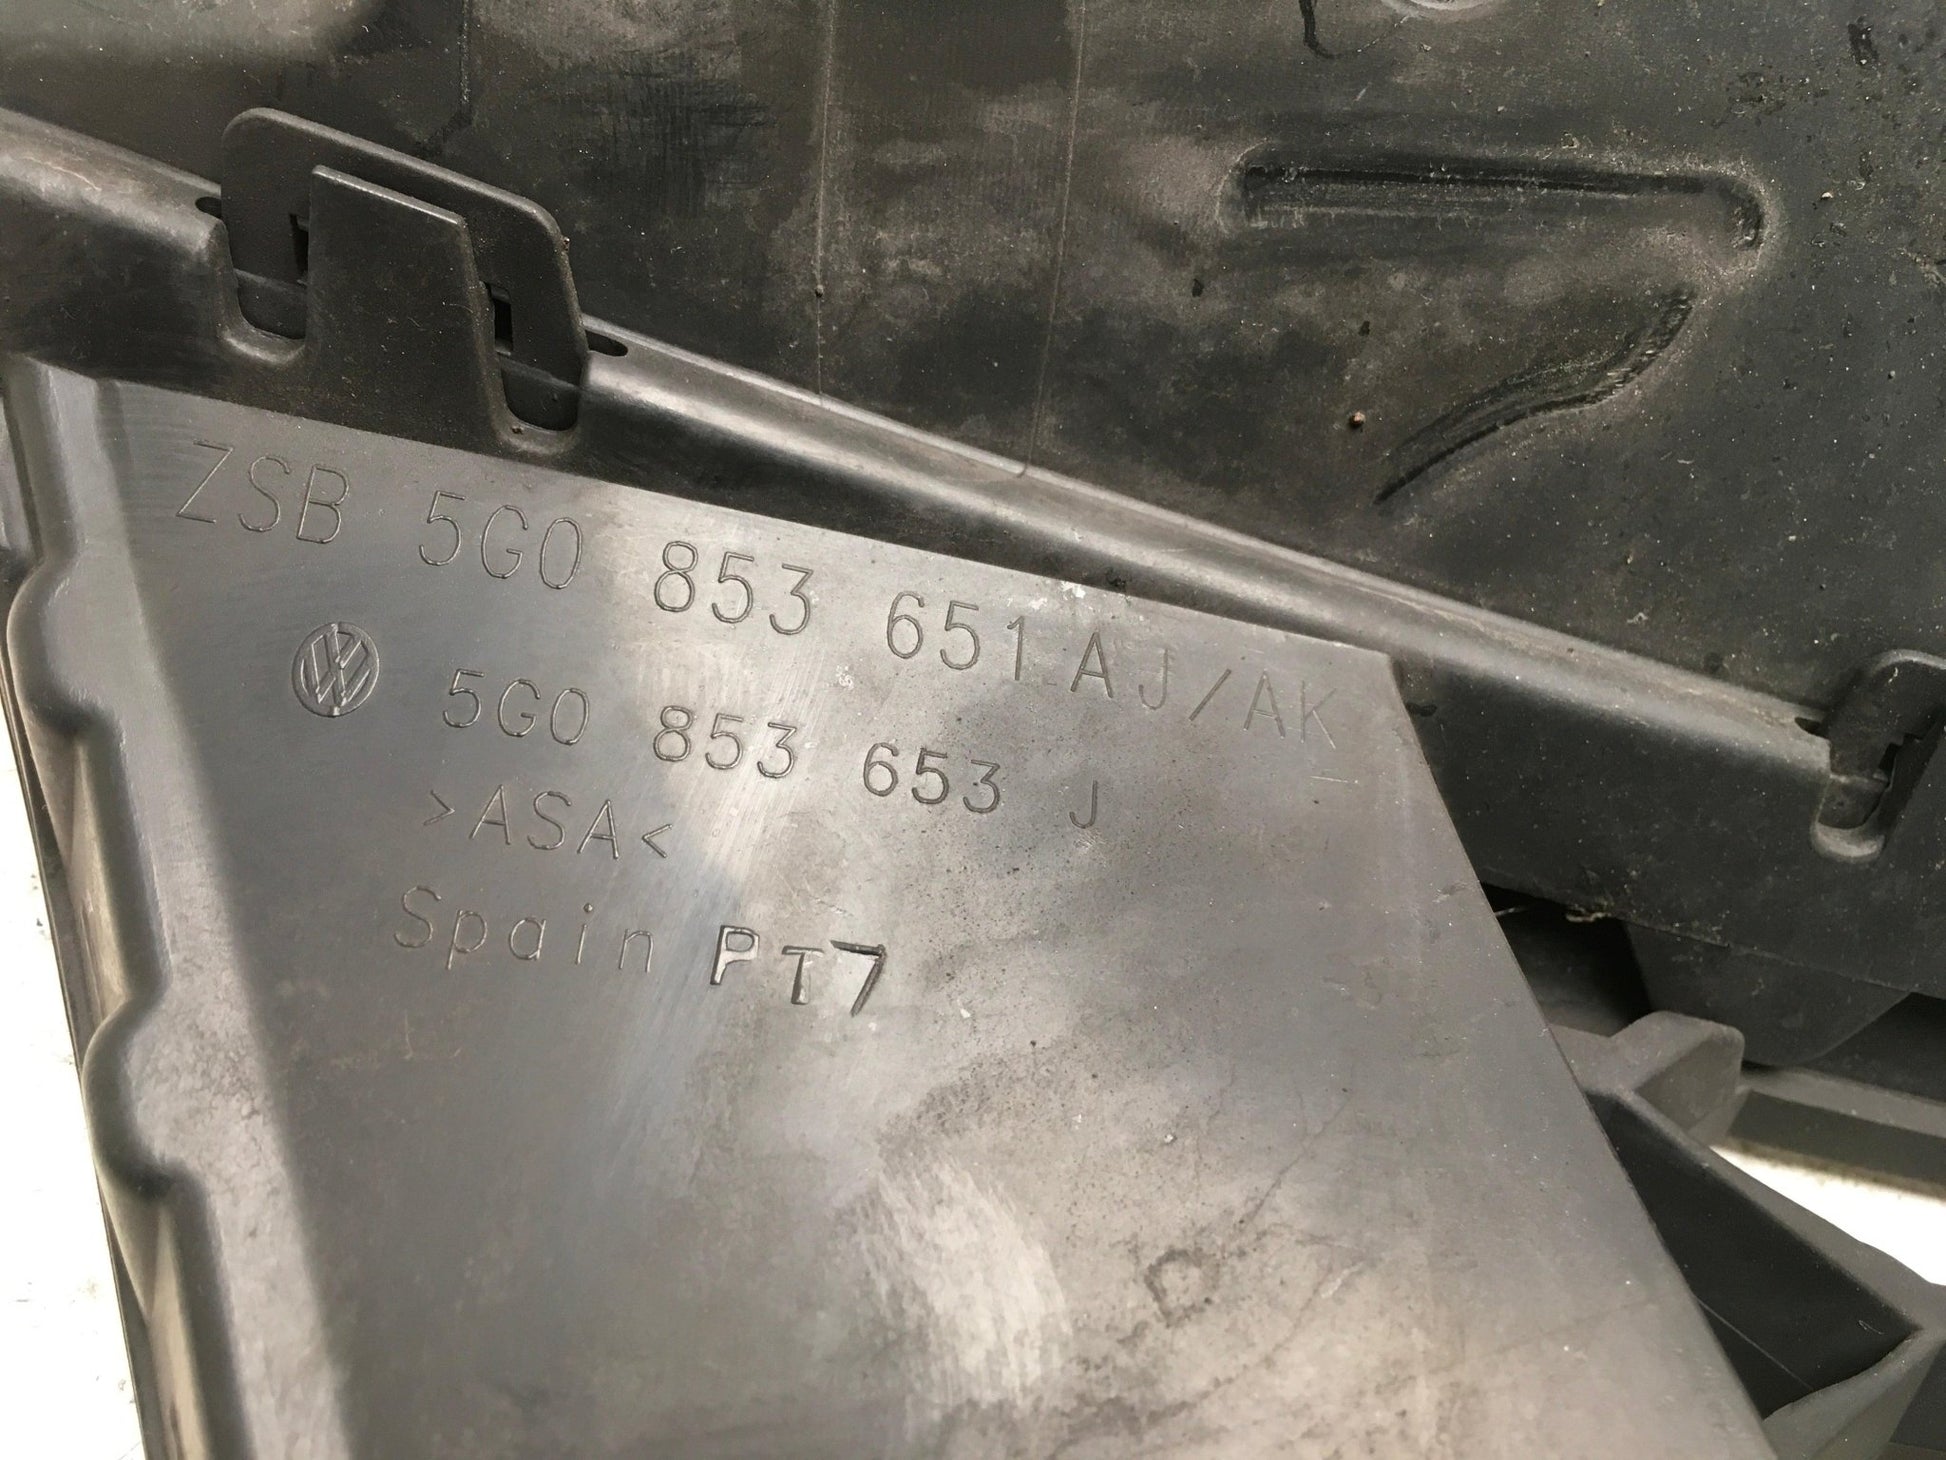 ZSB 5G0 853 651 AJ/AK
5G0 853 653 J
>ASA<
Spain PT7